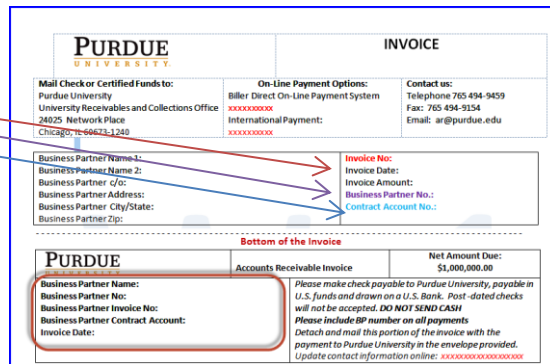 PURDUE
UNIVERSITY.
INVOICE
Mail Check or Certified Funds to:
Purdue University
University Receivables and Collections Office
24025 Network Place
Chicago, IL 60673-1240
On-Line Payment Options:
Biller Direct On-Line Payment System
xxxxxxxxxx
International Payment:
xxxxxxxxxx
Contact us:
Telephone 765 494-9459
Fax: 765 494-9154
Email: ar@purdue.edu
Business Partner Name 1:
Business Partner Name 2:
Business Partner c/o:
Business Partner Address:
Business Partner City/State:
Business Partner Zip:
Invoice No:
Invoice Date:
Invoice Amount:
Business Partner No.:
Contract Account No.:
Bottom of the Invoice
PURDUE
UNIVERSITY
Accounts Receivable Invoice
Net Amount Due:
$1,000,000.00
Business Partner Name:
Business Partner No:
Business Partner Invoice No:
Business Partner Contract Account:
Invoice Date:
Please make check payable to Purdue University, payable in
U.S. funds and drawn on a U.S. Bank. Post-dated checks
will not be accepted. DO NOT SEND CASH
Please include BP number on all payments
Detach and mail this portion of the invoice with the
payment to Purdue University in the envelope provided.
Update contact information online: xxxxxxxxxxxxxxxxxx